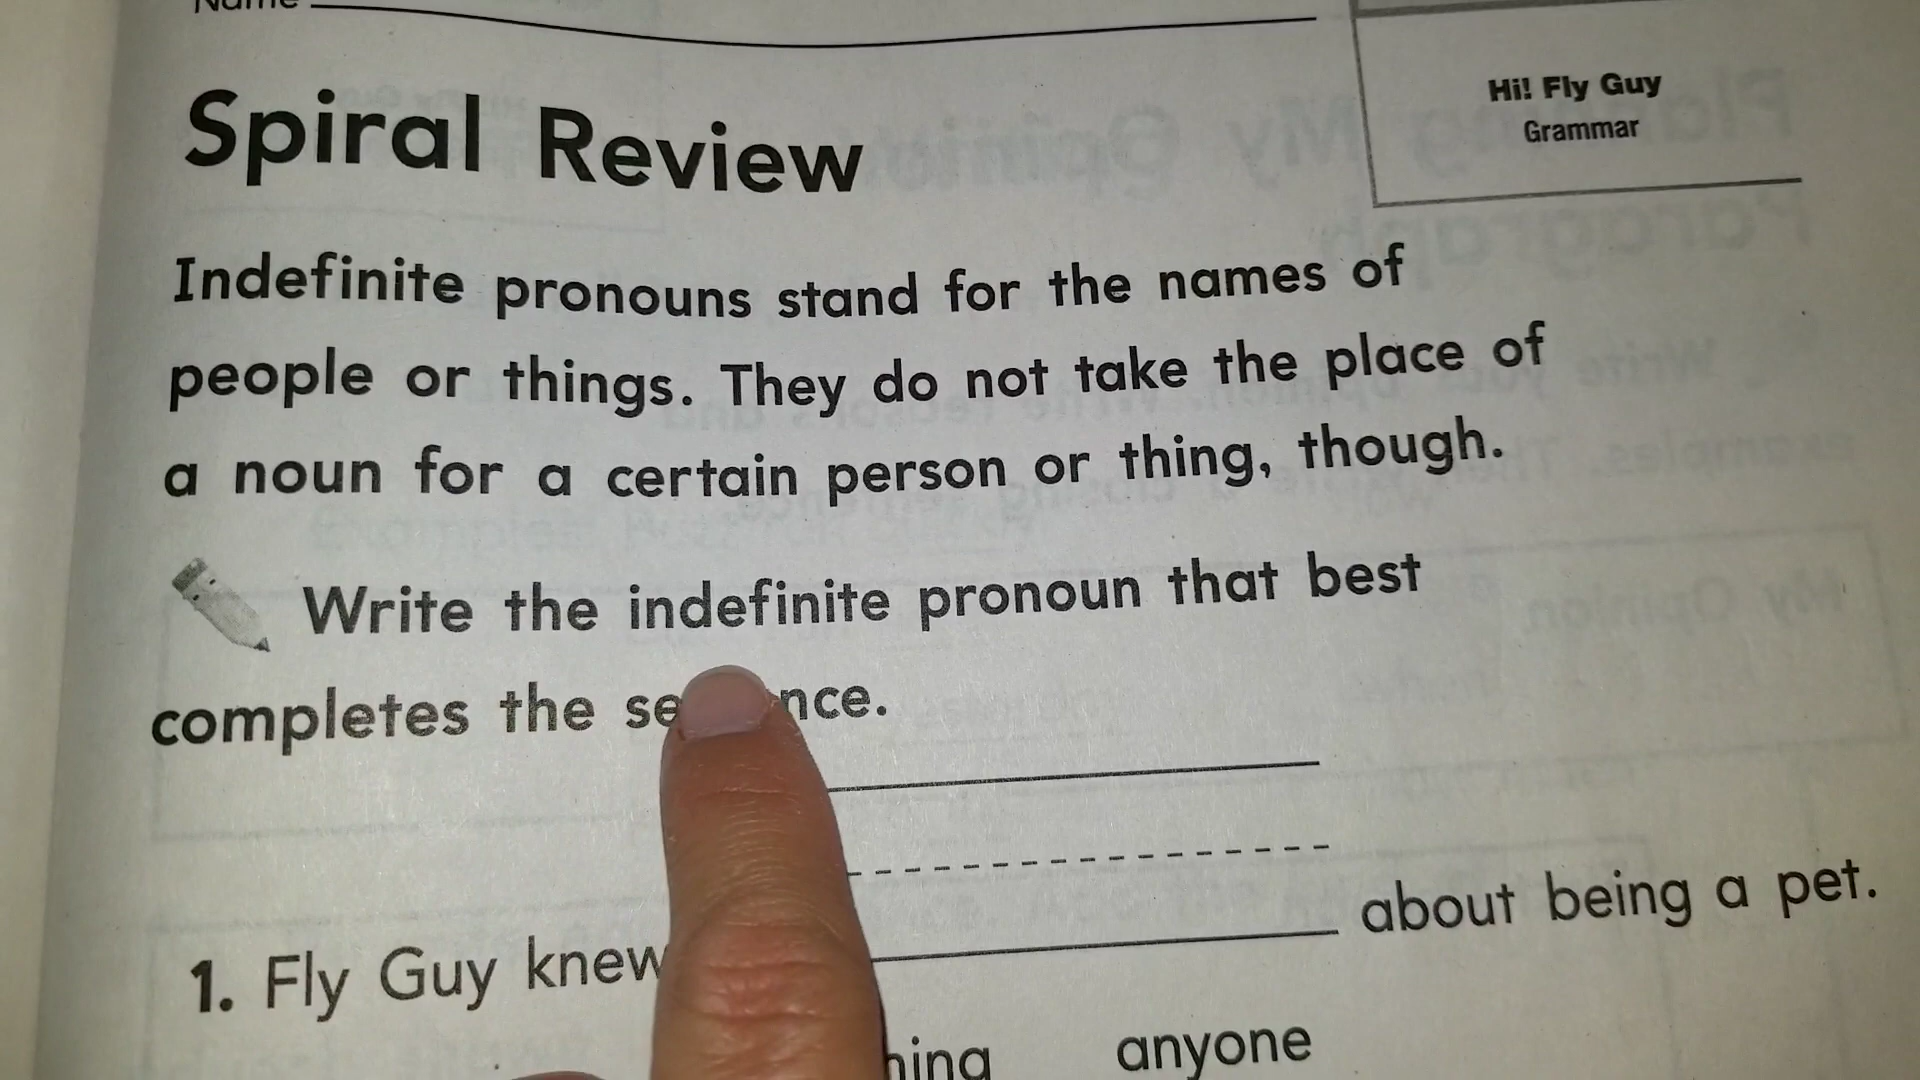 Name
Hi! Fly Guy
Grammar
Spiral Review
Indefinite pronouns stand for the names of
people or things. They do not take the place of
a noun for a certain person or thing, though.
Write the indefinite pronoun that best
completes the se nce.
1. Fly Guy knew about being a pet.
hing anyone